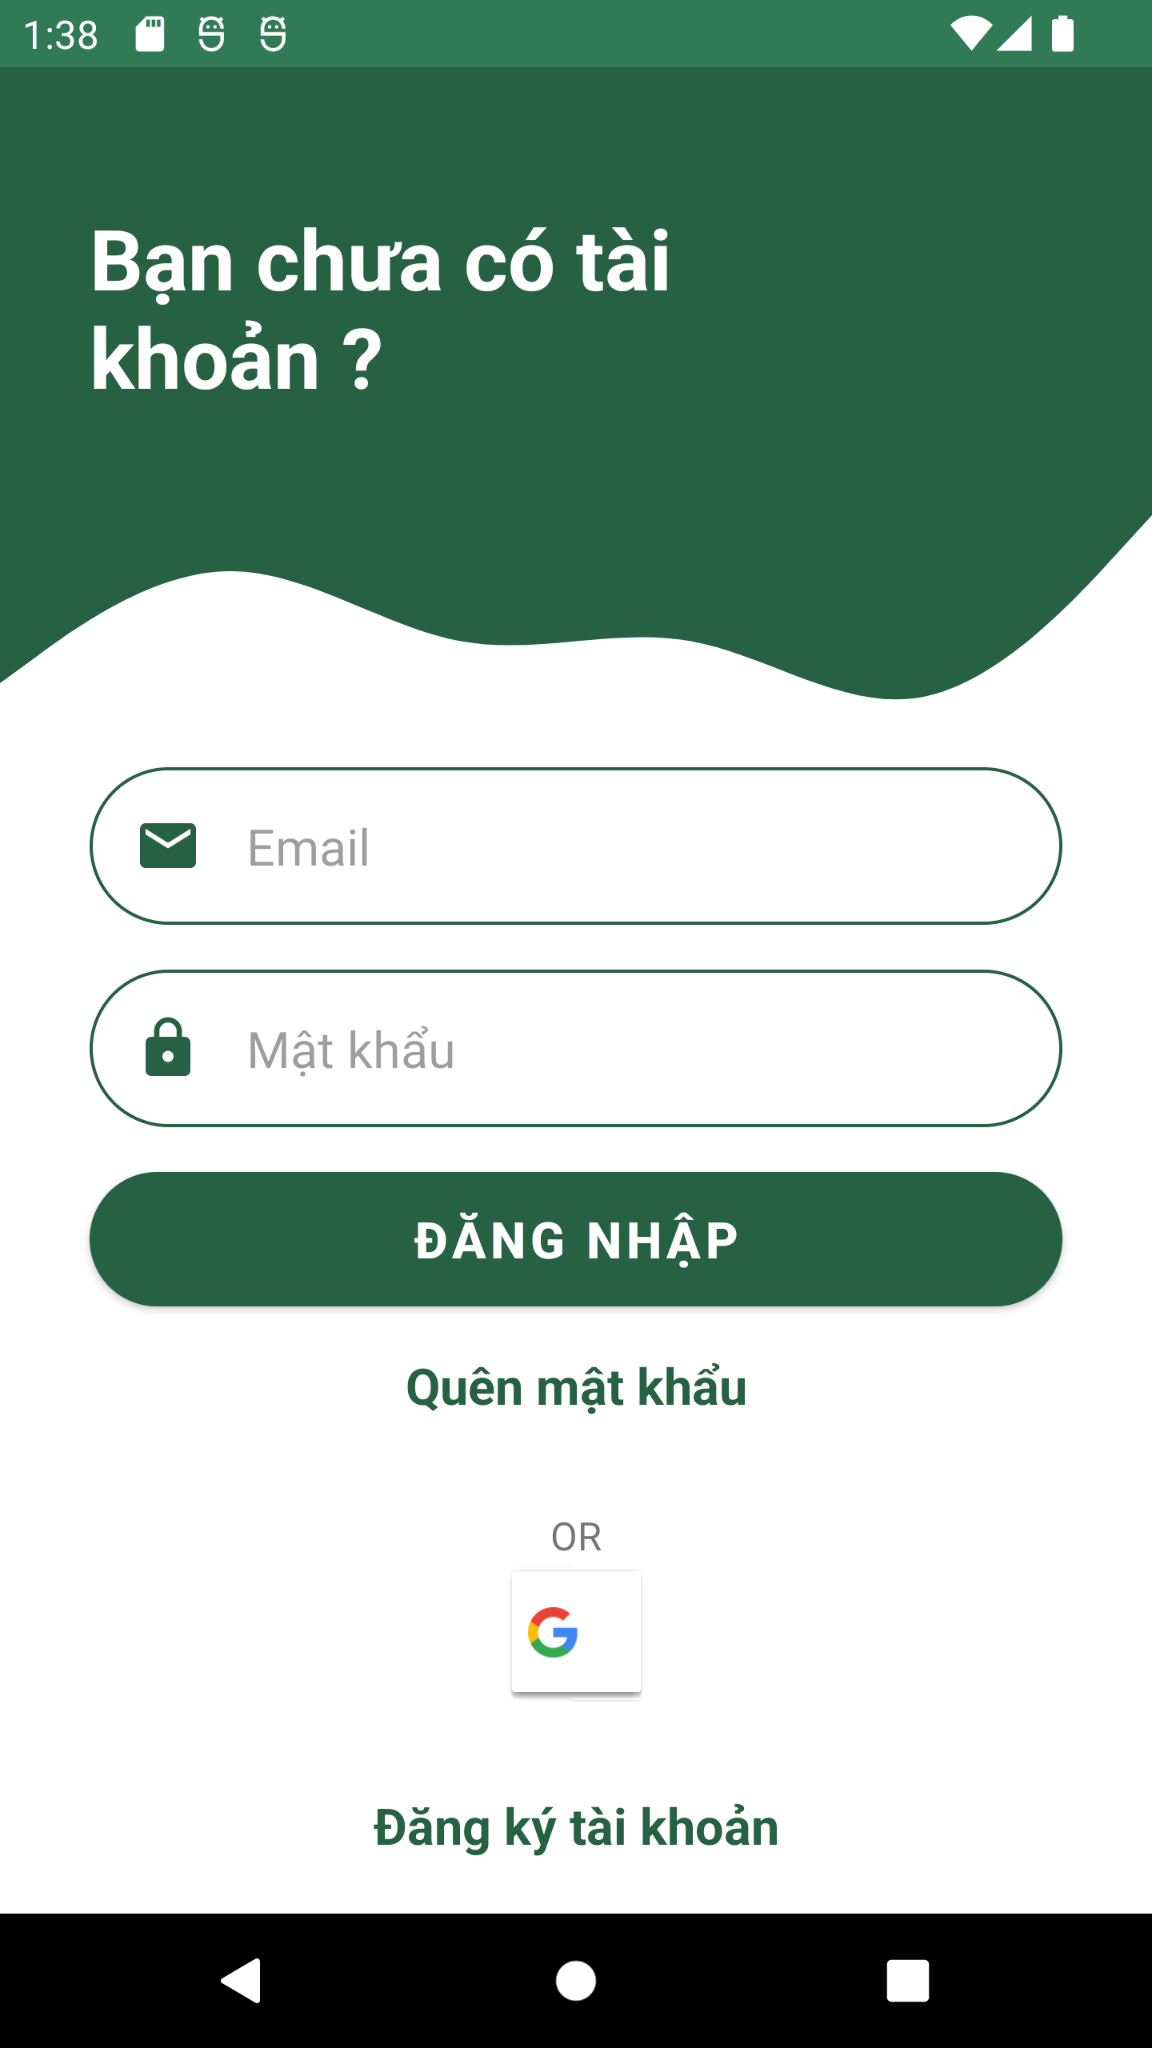 1:38
Bạn chưa có tài
khoản ?
Email
Mật khẩu
ĐĂNG NHẬP
Quên mật khẩu
OR
Đăng ký tài khoản